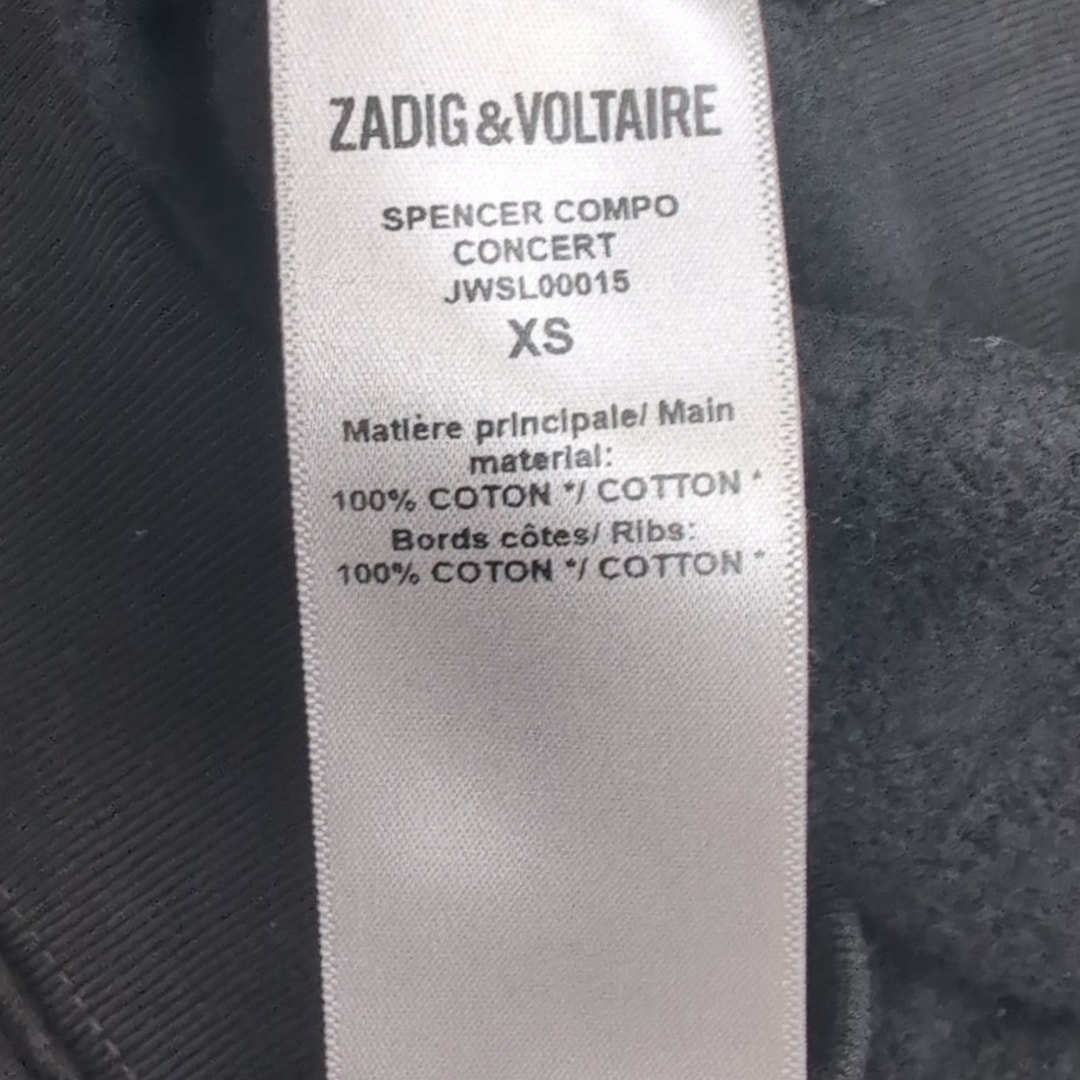 ZADIG&VOLTAIRE
SPENCER COMPO
CONCERT
JWSL00015
XS
Matière principale/ Main
material:
100% COTON */ COTTON *
Bords côtes/ Ribs:
100% COTON */ COTTON *